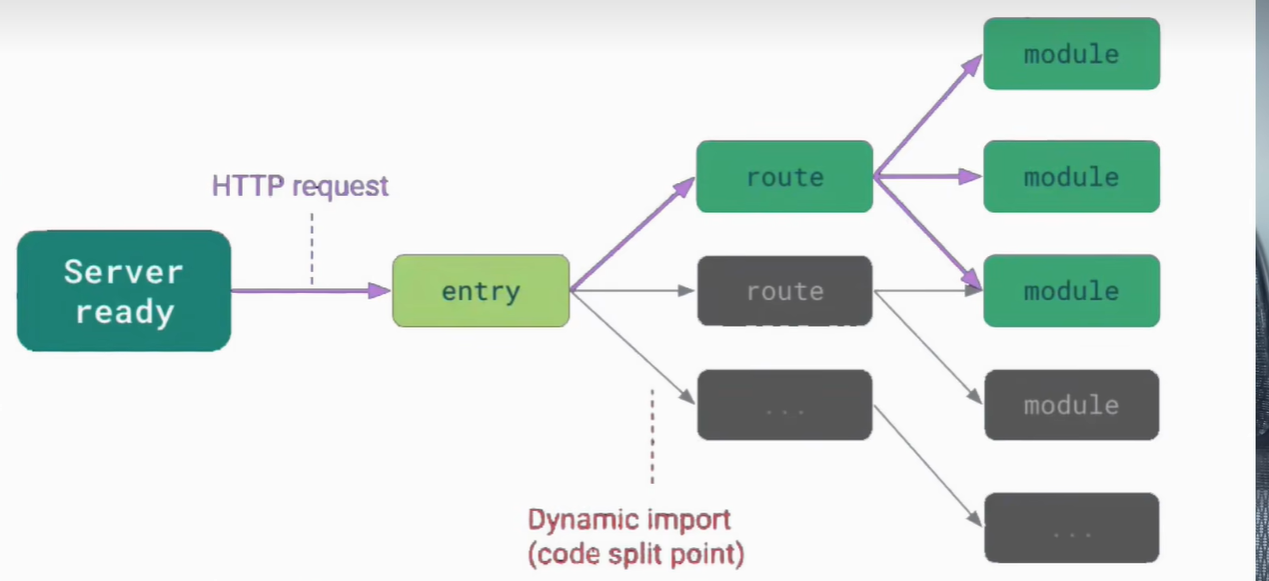 HTTP request
Server
ready
entry
route
route
...
module
module
module
module
...
Dynamic import
(code split point)